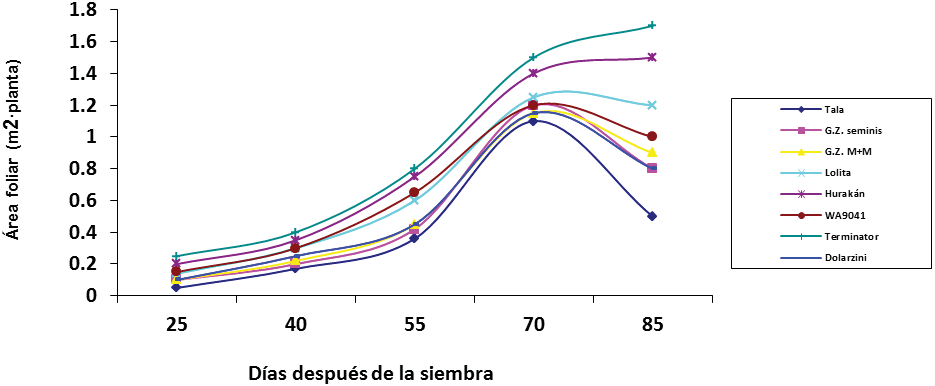 1.8
1.6
1.4
1.2
1
0.8
0.6
0.4
0.2
0
Área foliar (m2·planta)
25 40 55 70 85
Días después de la siembra
Tala
G.Z. seminis
G.Z. M+M
Lolita
Hurakán
WA9041
Terminator
Dolarzini